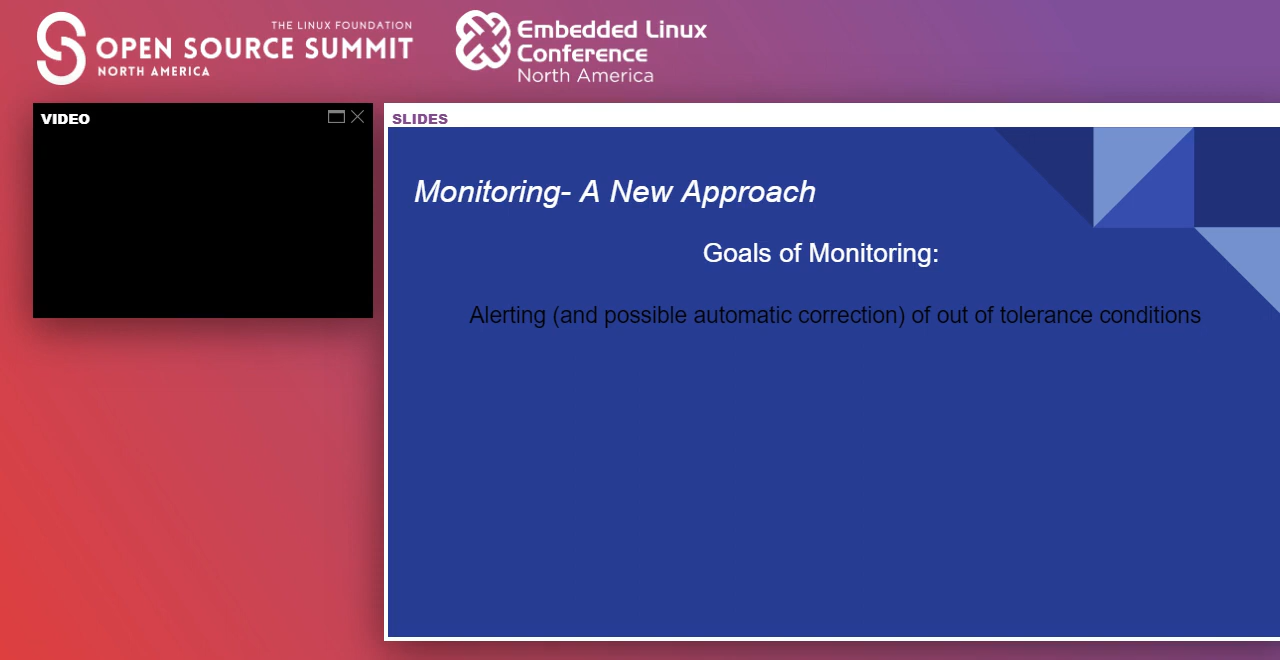 THE LINUX FOUNDATION
OPEN SOURCE SUMMIT
NORTH AMERICA
Embedded Linux
Conference
North America
VIDEO
SLIDES
Monitoring- A New Approach
Goals of Monitoring:
Alerting (and possible automatic correction) of out of tolerance conditions